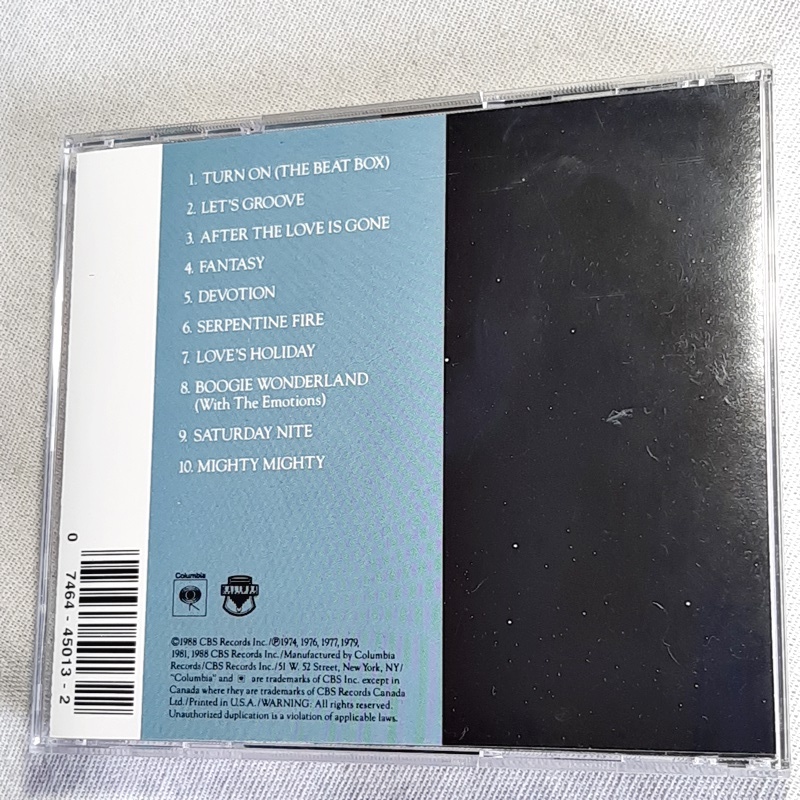 1. TURN ON (THE BEAT BOX)
2. LET'S GROOVE
3. AFTER THE LOVE IS GONE
4. FANTASY
5. DEVOTION
6. SERPENTINE FIRE
7. LOVE'S HOLIDAY
8. BOOGIE WONDERLAND
(With The Emotions)
9. SATURDAY NITE
10. MIGHTY MIGHTY
0 7464-45013-2
Columbia
©1988 CBS Records Inc./℗1974, 1976, 1977, 1979,
1981, 1988 CBS Records Inc./Manufactured by Columbia
Records/CBS Records Inc./51 W. 52 Street, New York, NY/
"Columbia" and are trademarks of CBS Inc. except in
Canada where they are trademarks of CBS Records Canada
Ltd./Printed in U.S.A./WARNING: All rights reserved.
Unauthorized duplication is a violation of applicable laws.